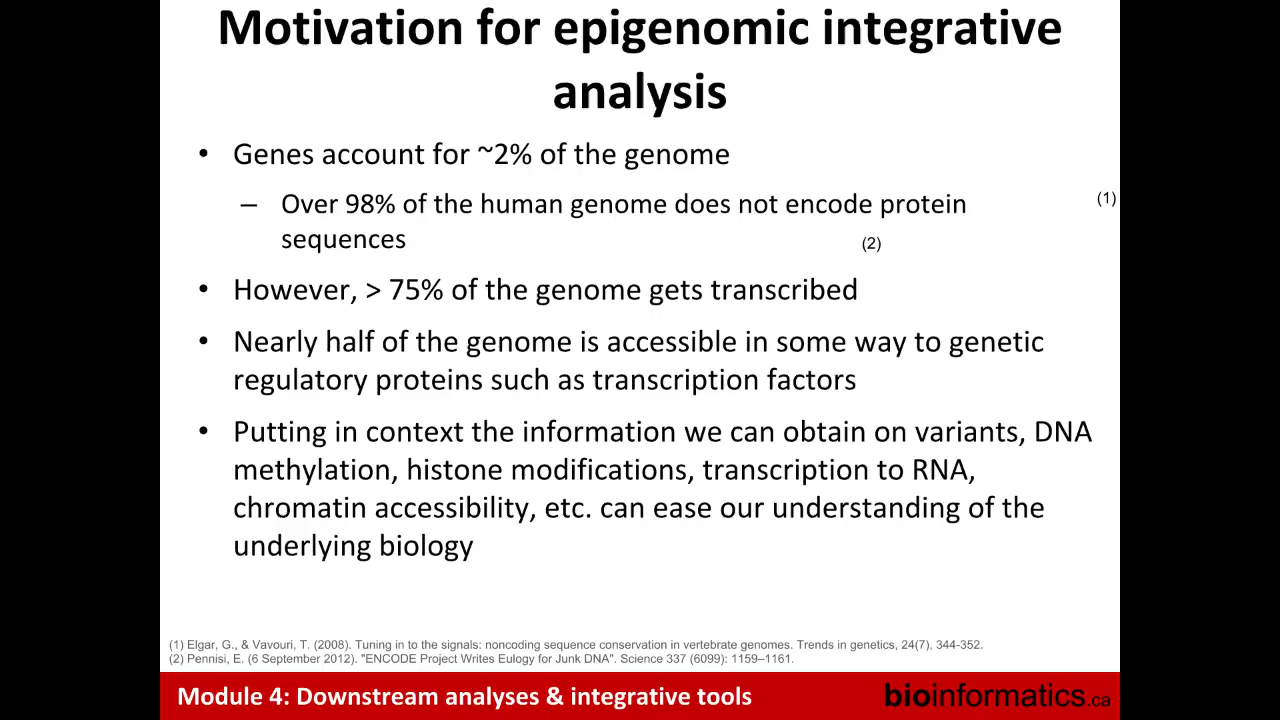 Motivation for epigenomic integrative
analysis
• Genes account for ~2% of the genome
– Over 98% of the human genome does not encode protein (1)
sequences (2)
• However, > 75% of the genome gets transcribed
• Nearly half of the genome is accessible in some way to genetic
regulatory proteins such as transcription factors
• Putting in context the information we can obtain on variants, DNA
methylation, histone modifications, transcription to RNA,
chromatin accessibility, etc. can ease our understanding of the
underlying biology
(1) Elgar, G., & Vavouri, T. (2008). Tuning in to the signals: noncoding sequence conservation in vertebrate genomes. Trends in genetics, 24(7), 344-352.
(2) Pennisi, E. (6 September 2012). "ENCODE Project Writes Eulogy for Junk DNA". Science 337 (6099): 1159–1161.
Module 4: Downstream analyses & integrative tools bioinformatics.ca